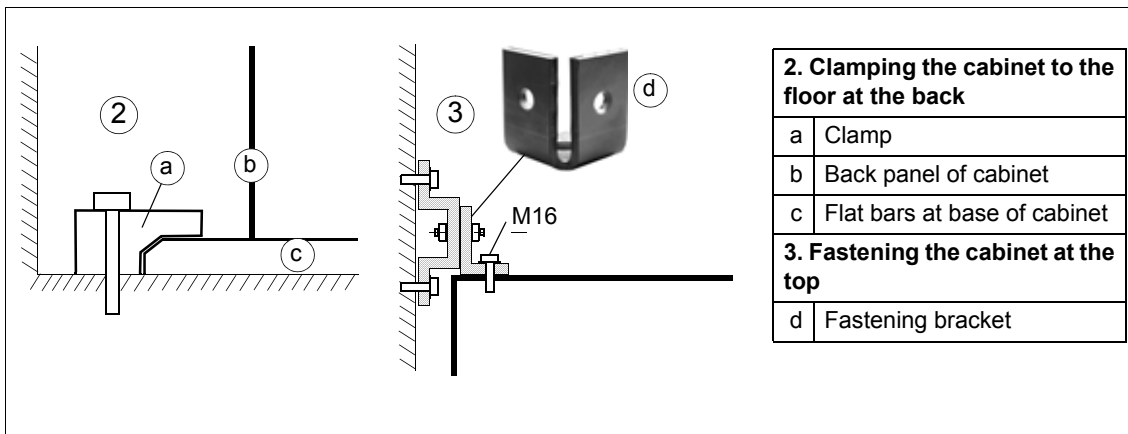 2
a
b
c
3
d
M16
2. Clamping the cabinet to the
floor at the back
a Clamp
b Back panel of cabinet
c Flat bars at base of cabinet
3. Fastening the cabinet at the
top
d Fastening bracket